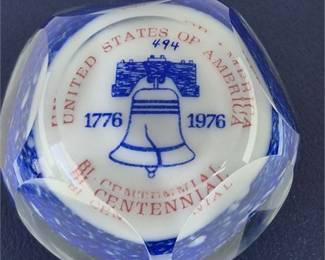 UNITED STATES OF AMERICA
494
1776 1976
BI CENTENNIAL